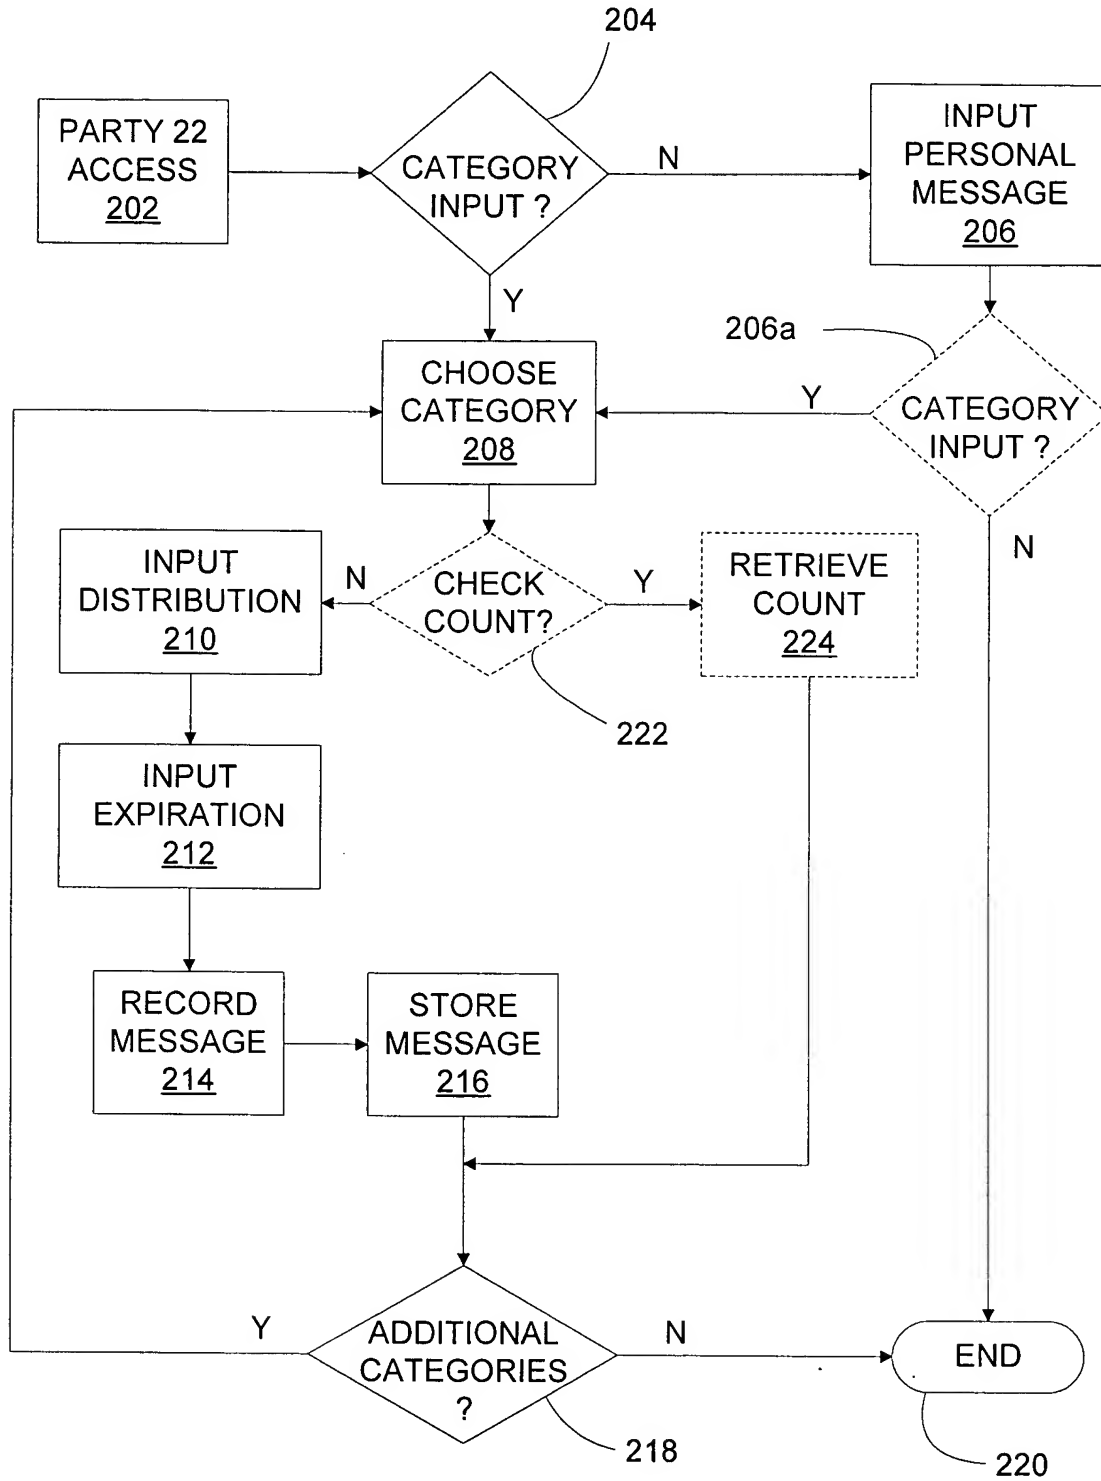 204
PARTY 22
ACCESS
202
CATEGORY
INPUT ?
N
INPUT
PERSONAL
MESSAGE
206
Y
206a
CHOOSE
CATEGORY
208
Y
CATEGORY
INPUT ?
N
INPUT
DISTRIBUTION
210
N
CHECK
COUNT?
Y
RETRIEVE
COUNT
224
222
INPUT
EXPIRATION
212
RECORD
MESSAGE
214
STORE
MESSAGE
216
Y
ADDITIONAL
CATEGORIES
?
N
END
218
220